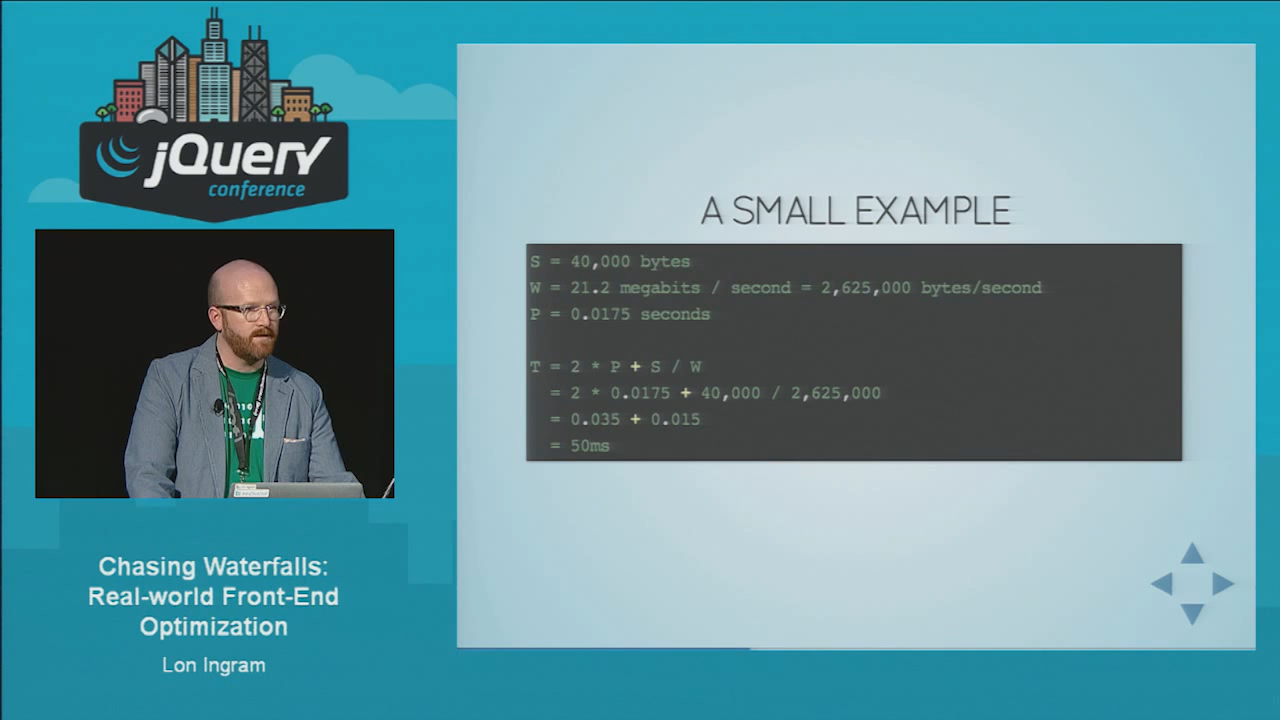 jQuery
conference
Chasing Waterfalls:
Real-world Front-End
Optimization
Lon Ingram
A SMALL EXAMPLE
S = 40,000 bytes
W = 21.2 megabits / second = 2,625,000 bytes/second
P = 0.0175 seconds
T = 2 * P + S / W
= 2 * 0.0175 + 40,000 / 2,625,000
= 0.035 + 0.015
= 50ms